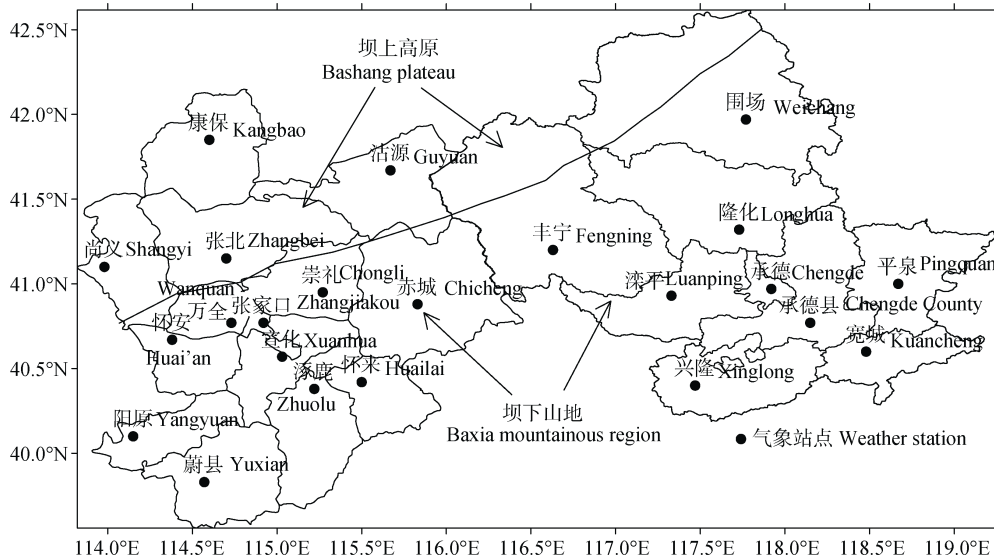 42.5°N
坝上高原
Bashang plateau
围场 Weichang
42.0°N
康保 Kangbao
沽源 Guyuan
41.5°N
隆化 Longhua
尚义 Shangyi
张北 Zhangbei
丰宁 Fengning
41.0°N
崇礼 Chongli
赤城 Chicheng
滦平 Luanping
承德 Chengde
平泉 Pingquan
Wanquan
万全
张家口 Zhangjiakou
承德县 Chengde County
怀安
Huai'an
宣化 Xuanhua
宽城 Kuancheng
40.5°N
涿鹿
Zhuolu
怀来 Huailai
兴隆 Xinglong
坝下山地
Baxia mountainous region
阳原 Yangyuan
气象站点 Weather station
40.0°N
蔚县 Yuxian
114.0°E 114.5°E 115.0°E 115.5°E 116.0°E 116.5°E 117.0°E 117.5°E 118.0°E 118.5°E 119.0°E